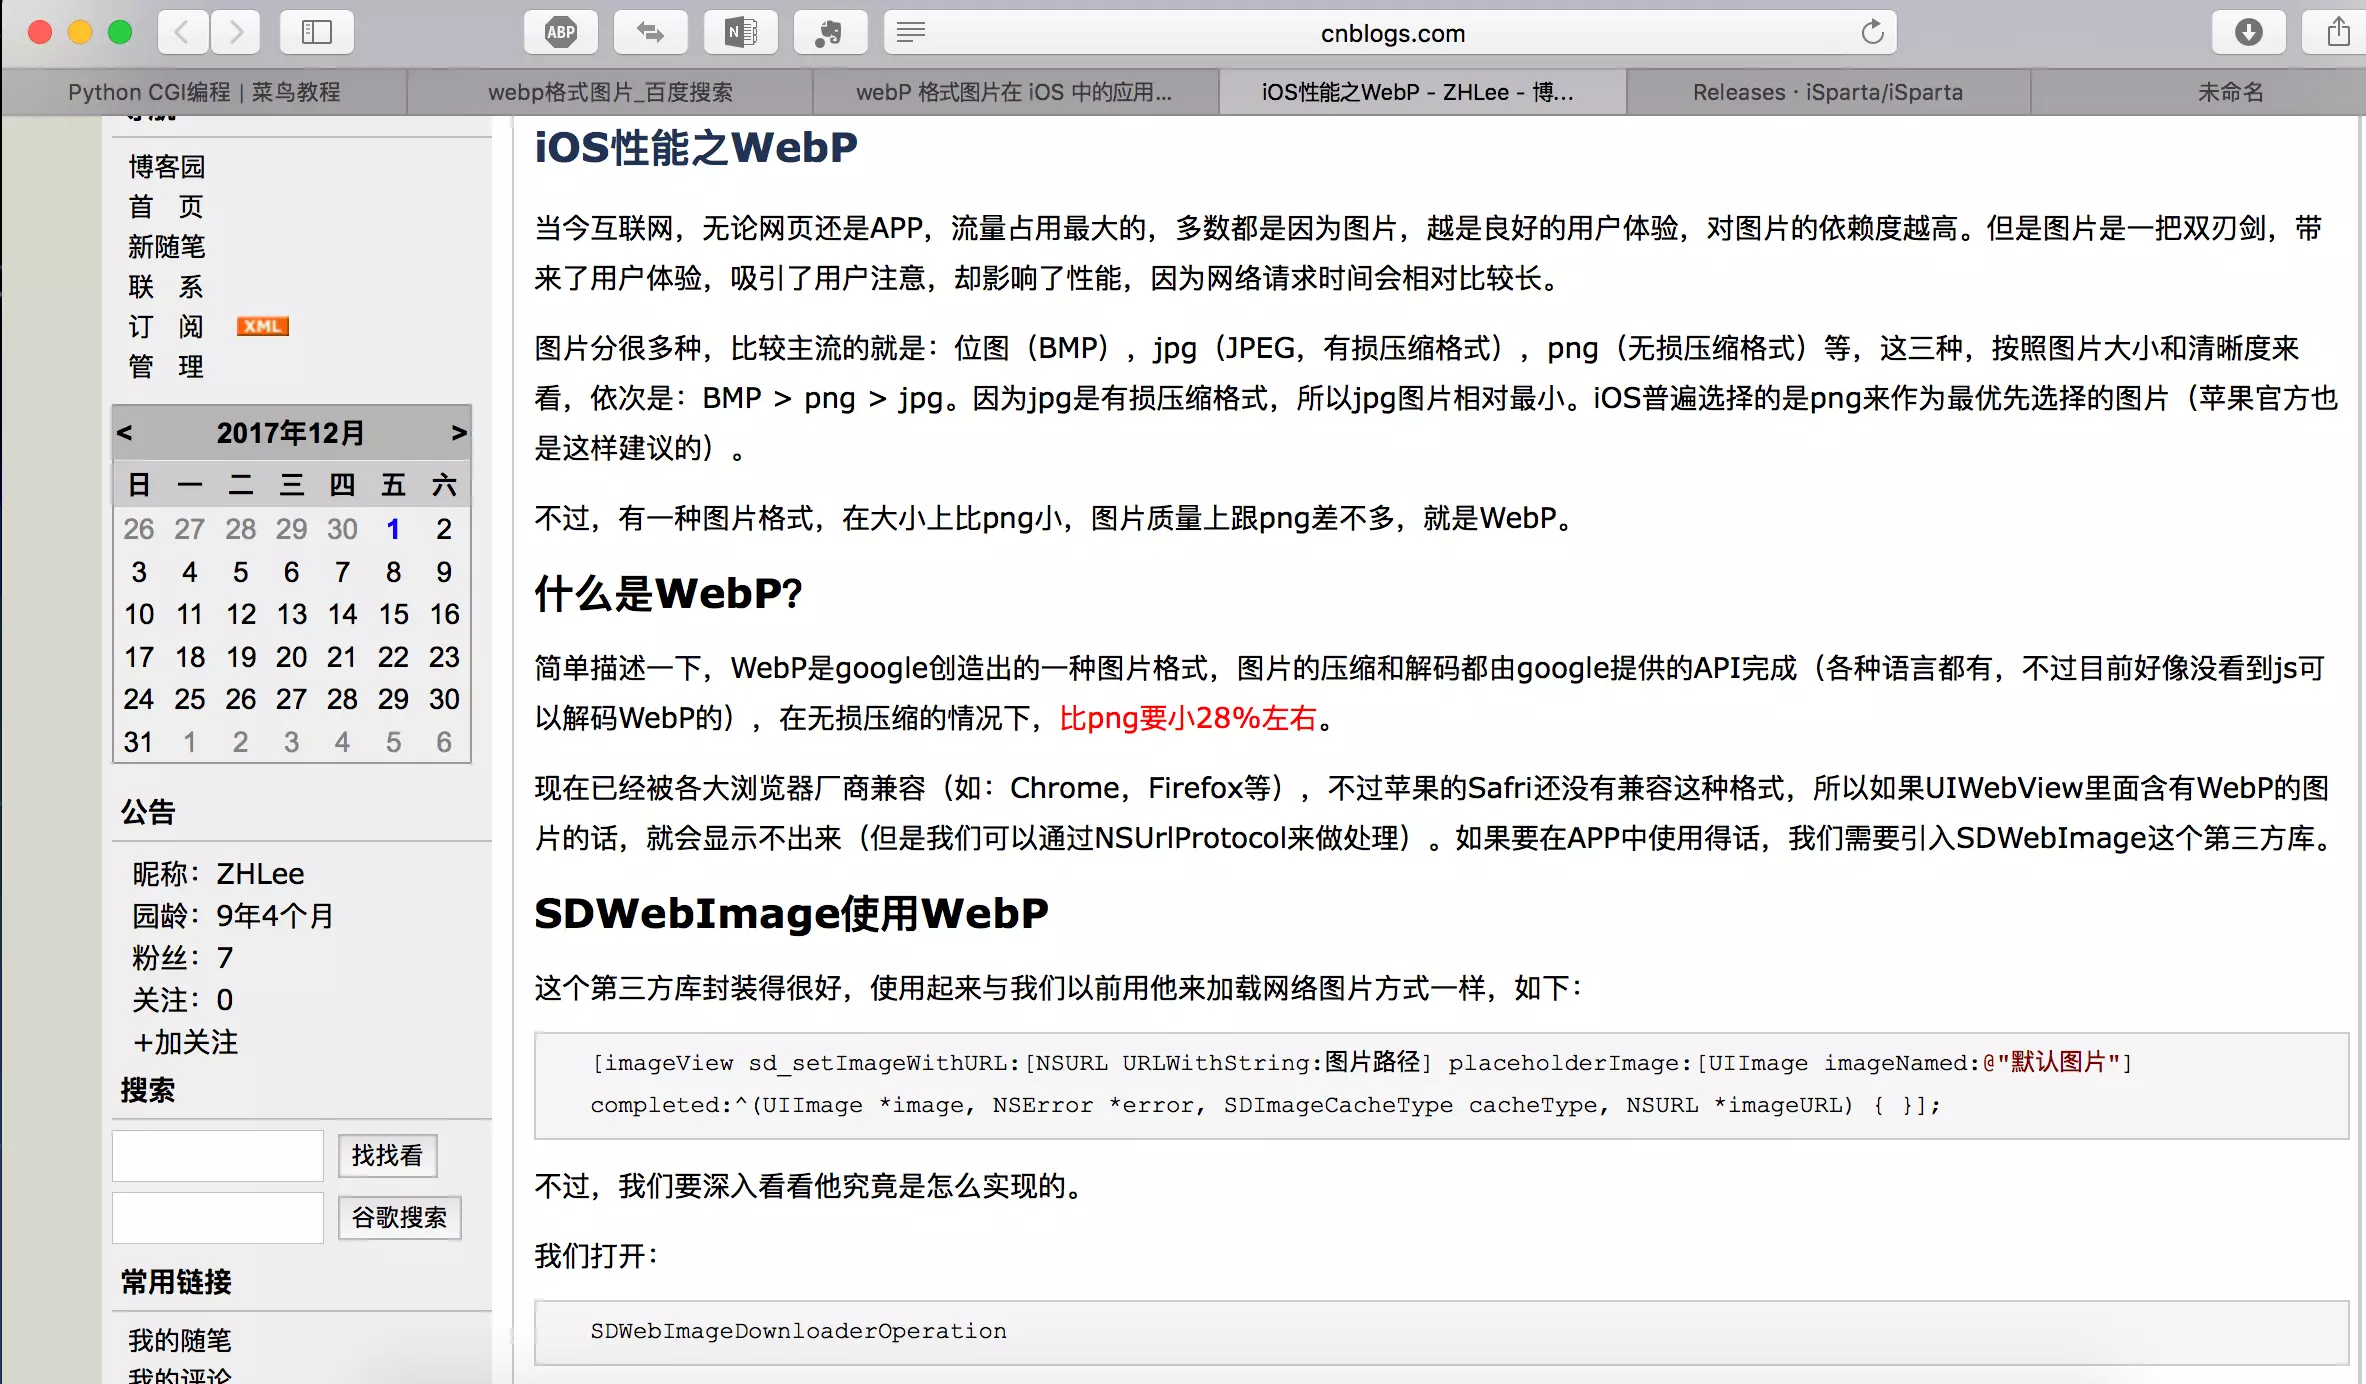 ABP
N
cnblogs.com
Python CGI编程 | 菜鸟教程
webp格式图片_百度搜索
webP 格式图片在 iOS 中的应用...
iOS性能之WebP - ZHLee - 博...
Releases · iSparta/iSparta
未命名
博客园
首 页
新随笔
联 系
订 阅 XML
管 理
< 2017年12月 >
日 一 二 三 四 五 六
26 27 28 29 30 1 2
3 4 5 6 7 8 9
10 11 12 13 14 15 16
17 18 19 20 21 22 23
24 25 26 27 28 29 30
31 1 2 3 4 5 6
公告
昵称：ZHLee
园龄：9年4个月
粉丝：7
关注：0
+加关注
搜索
找找看
谷歌搜索
常用链接
我的随笔
我的评论
iOS性能之WebP
当今互联网，无论网页还是APP，流量占用最大的，多数都是因为图片，越是良好的用户体验，对图片的依赖度越高。但是图片是一把双刃剑，带
来了用户体验，吸引了用户注意，却影响了性能，因为网络请求时间会相对比较长。
图片分很多种，比较主流的就是：位图（BMP），jpg（JPEG，有损压缩格式），png（无损压缩格式）等，这三种，按照图片大小和清晰度来
看，依次是：BMP > png > jpg。因为jpg是有损压缩格式，所以jpg图片相对最小。iOS普遍选择的是png来作为最优先选择的图片（苹果官方也
是这样建议的）。
不过，有一种图片格式，在大小上比png小，图片质量上跟png差不多，就是WebP。
什么是WebP？
简单描述一下，WebP是google创造出的一种图片格式，图片的压缩和解码都由google提供的API完成（各种语言都有，不过目前好像没看到js可
以解码WebP的），在无损压缩的情况下，比png要小28%左右。
现在已经被各大浏览器厂商兼容（如：Chrome，Firefox等），不过苹果的Safri还没有兼容这种格式，所以如果UIWebView里面含有WebP的图
片的话，就会显示不出来（但是我们可以通过NSUrlProtocol来做处理）。如果要在APP中使用得话，我们需要引入SDWebImage这个第三方库。
SDWebImage使用WebP
这个第三方库封装得很好，使用起来与我们以前用他来加载网络图片方式一样，如下：
[imageView sd_setImageWithURL:[NSURL URLWithString:图片路径] placeholderImage:[UIImage imageNamed:@"默认图片"]
completed:^(UIImage *image, NSError *error, SDImageCacheType cacheType, NSURL *imageURL) { }];
不过，我们要深入看看他究竟是怎么实现的。
我们打开：
SDWebImageDownloaderOperation